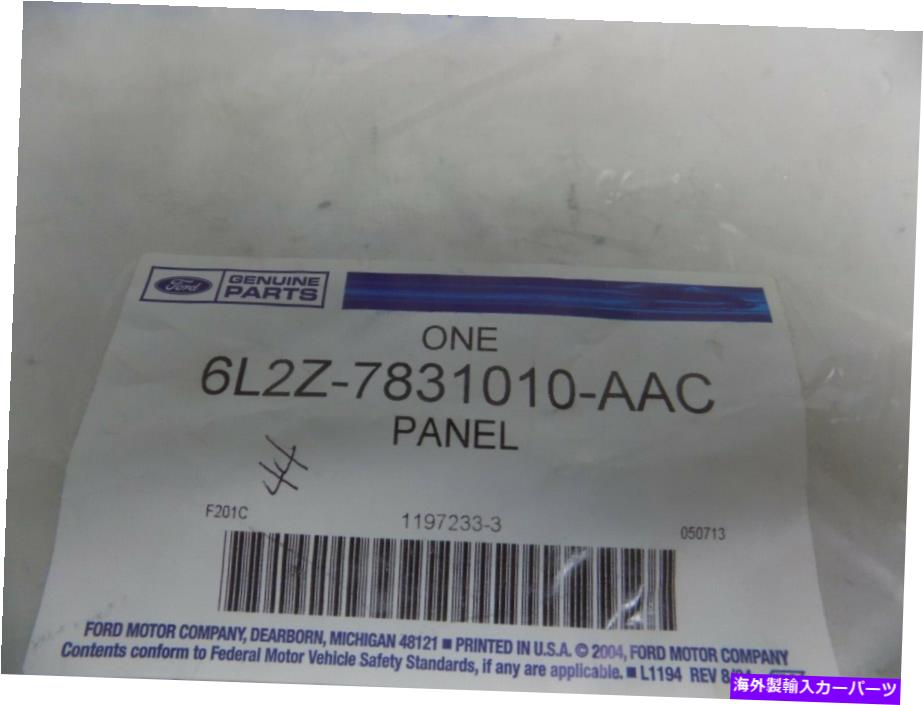 Ford GENUINE
PARTS
ONE
6L2Z-7831010-AAC
PANEL
44
F201C
1197233-3
050713
FORD MOTOR COMPANY, DEARBORN, MICHIGAN 48121 ■ PRINTED IN U.S.A. © 2004, FORD MOTOR COMPANY
Contents conform to Federal Motor Vehicle Safety Standards, if any are applicable. ■ L1194 REV
海外製輸入カーパーツ